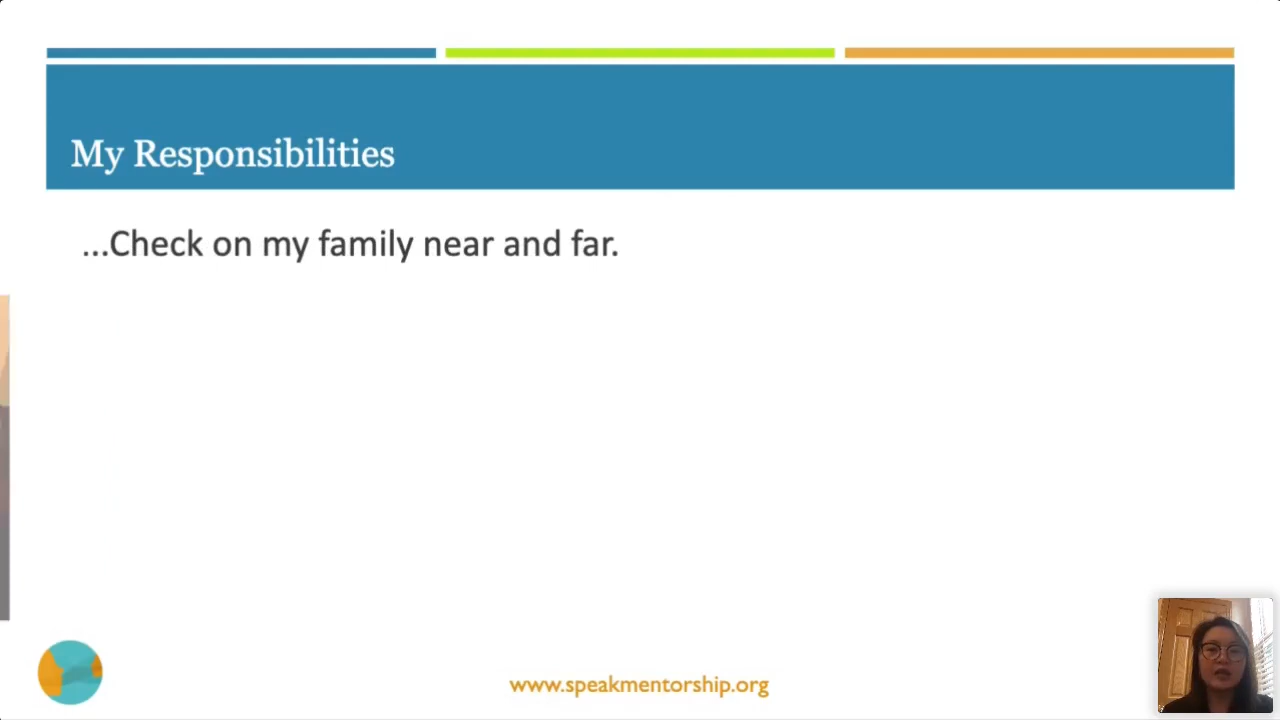 My Responsibilities
...Check on my family near and far.
www.speakmentorship.org